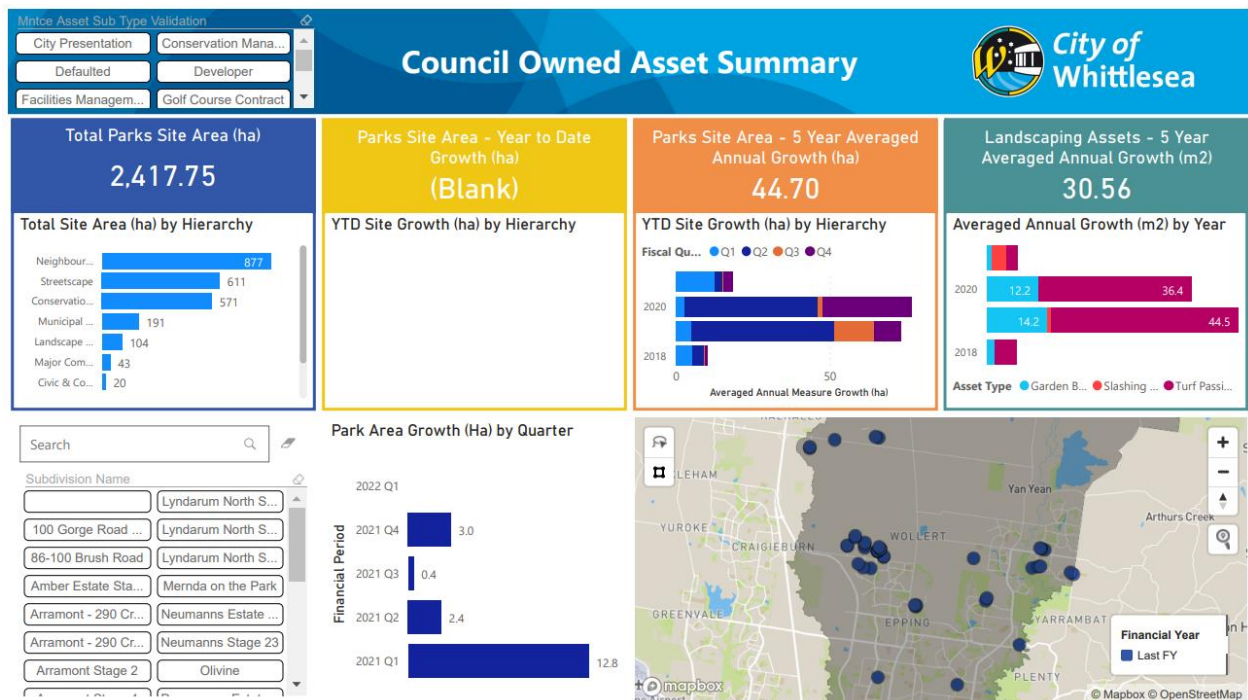 Mntce Asset Sub Type Validation
City Presentation
Conservation Mana...
Defaulted
Developer
Facilities Managem...
Golf Course Contract
Council Owned Asset Summary
City of
Whittlesea
Total Parks Site Area (ha)
2,417.75
Total Site Area (ha) by Hierarchy
Neighbour... 877
Streetscape 611
Conservatio... 571
Municipal ... 191
Landscape ... 104
Major Com... 43
Civic & Co... 20
Parks Site Area - Year to Date
Growth (ha)
(Blank)
YTD Site Growth (ha) by Hierarchy
Parks Site Area - 5 Year Averaged
Annual Growth (ha)
44.70
YTD Site Growth (ha) by Hierarchy
Fiscal Qu... Q1 Q2 Q3 Q4
2020
2018
0 50
Averaged Annual Measure Growth (ha)
Landscaping Assets - 5 Year
Averaged Annual Growth (m2)
30.56
Averaged Annual Growth (m2) by Year
2020 12.2 36.4
14.2 44.5
2018
Asset Type Garden B... Slashing ... Turf Passi...
Search
Subdivision Name
Lyndarum North S...
100 Gorge Road ...
Lyndarum North S...
86-100 Brush Road
Lyndarum North S...
Amber Estate Sta...
Mernda on the Park
Arramont - 290 Cr...
Neumanns Estate ...
Arramont - 290 Cr...
Neumanns Stage 23
Arramont Stage 2
Olivine
Park Area Growth (Ha) by Quarter
Financial Period
2022 Q1
2021 Q4 3.0
2021 Q3 0.4
2021 Q2 2.4
2021 Q1 12.8
KLEHAM
Yan Yean
Arthurs Creek
YUROKE
CRAIGIEBURN
WOLLERT
GREENVALE
EPPING
YARRAMBAT
PLENTY
Financial Year
Last FY
mapbox
© Mapbox © OpenStreetMap